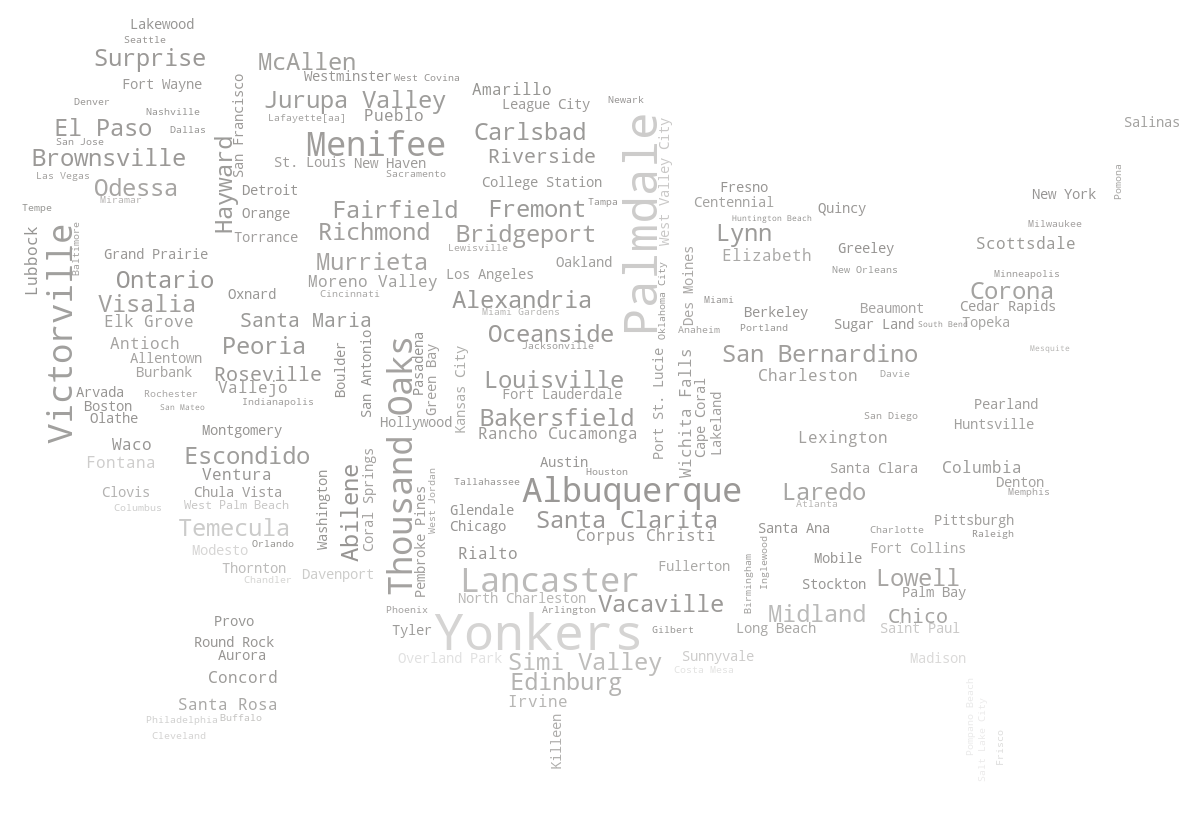 Lakewood
Seattle
Surprise
McAllen
Westminster
West Covina
Fort Wayne
San Francisco
Amarillo
Denver
Jurupa Valley
League City
Newark
Nashville
Lafayette[aa]
Pueblo
El Paso
Dallas
Carlsbad
Palmdale
West Valley City
Salinas
San Jose
Menifee
Hayward
Brownsville
St. Louis
New Haven
Riverside
Las Vegas
Sacramento
Pomona
Odessa
Detroit
College Station
Fresno
New York
Miramar
Tampa
Centennial
Tempe
Orange
Fairfield
Fremont
Quincy
Huntington Beach
Milwaukee
Lubbock
Victorville
Baltimore
Torrance
Richmond
Bridgeport
Lynn
Scottsdale
Grand Prairie
Lewisville
Elizabeth
Greeley
Murrieta
Oakland
New Orleans
Ontario
Moreno Valley
Los Angeles
Oklahoma City
Des Moines
Minneapolis
Oxnard
Cincinnati
Corona
Visalia
Alexandria
Miami
Cedar Rapids
Elk Grove
Santa Maria
Miami Gardens
Berkeley
Beaumont
Anaheim
Portland
Sugar Land
South Bend
Topeka
Oceanside
Antioch
Peoria
Jacksonville
Mesquite
Allentown
Boulder
San Antonio
Thousand Oaks
Pasadena
Green Bay
Kansas City
Port St. Lucie
Wichita Falls
Cape Coral
Lakeland
San Bernardino
Burbank
Roseville
Louisville
Charleston
Davie
Arvada
Rochester
Vallejo
Fort Lauderdale
Boston
San Mateo
Indianapolis
Pearland
Olathe
Hollywood
Bakersfield
San Diego
Huntsville
Montgomery
Rancho Cucamonga
Lexington
Waco
Fontana
Escondido
Austin
Houston
Santa Clara
Columbia
Ventura
Washington
Abilene
Coral Springs
Pembroke Pines
West Jordan
Tallahassee
Denton
Clovis
Chula Vista
Albuquerque
Laredo
Memphis
Columbus
West Palm Beach
Glendale
Atlanta
Temecula
Chicago
Santa Clarita
Santa Ana
Charlotte
Pittsburgh
Corpus Christi
Raleigh
Modesto
Orlando
Rialto
Birmingham
Inglewood
Mobile
Fort Collins
Thornton
Davenport
Fullerton
Chandler
Lancaster
Stockton
Lowell
North Charleston
Palm Bay
Phoenix
Arlington
Vacaville
Midland
Chico
Provo
Tyler
Yonkers
Gilbert
Long Beach
Saint Paul
Round Rock
Aurora
Overland Park
Simi Valley
Sunnyvale
Costa Mesa
Madison
Concord
Edinburg
Santa Rosa
Irvine
Pompano Beach
Salt Lake City
Frisco
Philadelphia
Buffalo
Killeen
Cleveland